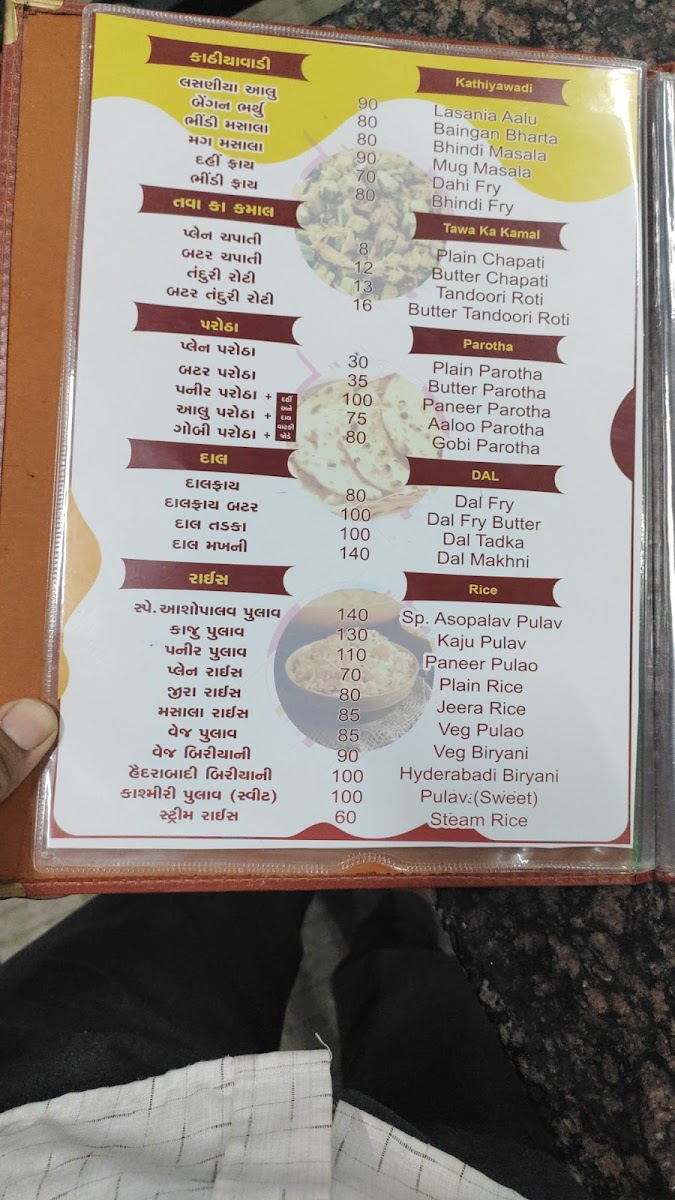 કાઠીયાવાડી Kathiyawadi
લસણીયા આલુ 90 Lasania Aalu
બેંગન ભર્થુ 80 Baingan Bharta
ભીંડી મસાલા 80 Bhindi Masala
મગ મસાલા 90 Mug Masala
દહીં ફ્રાય 70 Dahi Fry
ભીંડી ફ્રાય 80 Bhindi Fry
તવા કા કમાલ Tawa Ka Kamal
પ્લેન ચપાતી 8 Plain Chapati
બટર ચપાતી 12 Butter Chapati
તંદુરી રોટી 13 Tandoori Roti
બટર તંદુરી રોટી 16 Butter Tandoori Roti
પરોઠા Parotha
પ્લેન પરોઠા 30 Plain Parotha
બટર પરોઠા 35 Butter Parotha
પનીર પરોઠા + 100 Paneer Parotha
આલુ પરોઠા + 75 Aaloo Parotha
ગોબી પરોઠા + 80 Gobi Parotha
દહીં
અને
દાલ
વાટકી
જોડે
દાલ DAL
દાલફ્રાય 80 Dal Fry
દાલફ્રાય બટર 100 Dal Fry Butter
દાલ તડકા 100 Dal Tadka
દાલ મખની 140 Dal Makhni
રાઈસ Rice
સ્પે.આશોપાલવ પુલાવ 140 Sp. Asopalav Pulav
કાજુ પુલાવ 130 Kaju Pulav
પનીર પુલાવ 110 Paneer Pulao
પ્લેન રાઈસ 70 Plain Rice
જીરા રાઈસ 80 Jeera Rice
મસાલા રાઈસ 85
વેજ પુલાવ 85 Veg Pulao
વેજ બિરીયાની 90 Veg Biryani
હૈદરાબાદી બિરીયાની 100 Hyderabadi Biryani
કાશ્મીરી પુલાવ (સ્વીટ) 100 Pulav.(Sweet)
સ્ટ્રીમ રાઈસ 60 Steam Rice